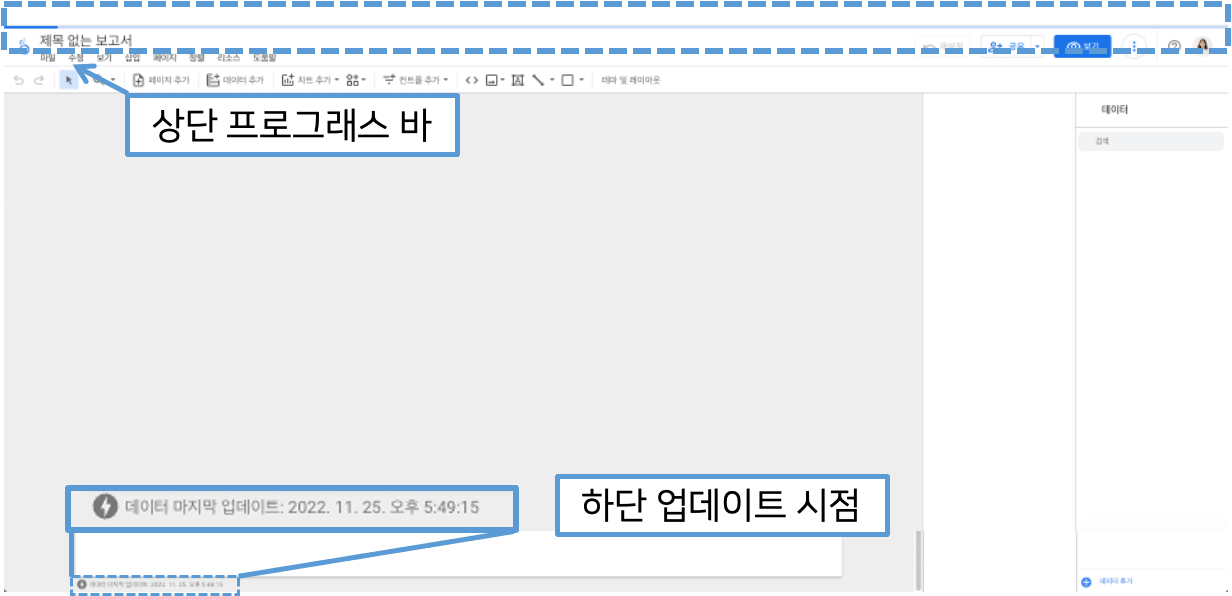 제목 없는 보고서
파일 수정 보기 삽입 페이지 정렬 리소스 도움말
공유 보기
페이지 추가 데이터 추가 차트 추가 컨트롤 추가 테마 및 레이아웃
상단 프로그래스 바
데이터
검색
데이터 마지막 업데이트: 2022. 11. 25. 오후 5:49:15
하단 업데이트 시점
데이터 마지막 업데이트: 2022. 11. 25. 오후 5:49:15
데이터 추가